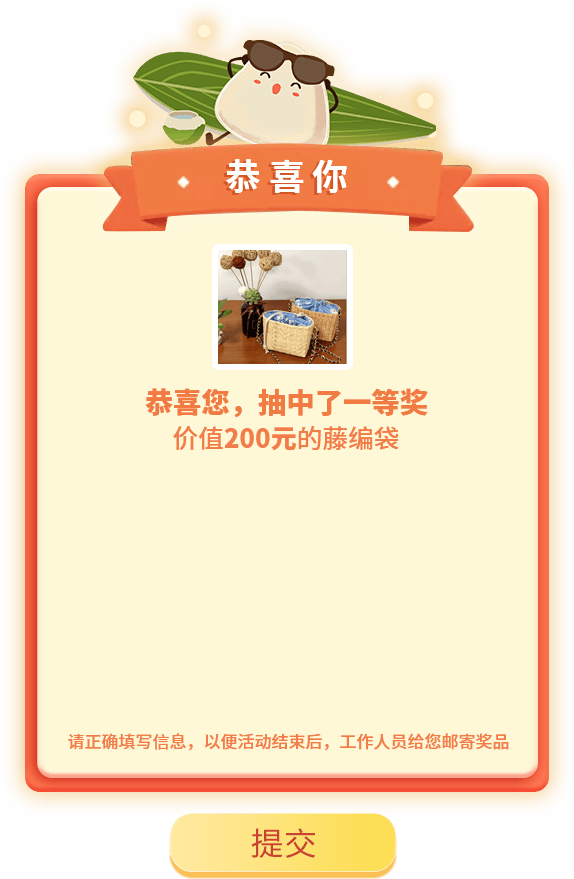 恭喜你
恭喜您，抽中了一等奖
价值200元的藤编袋
请正确填写信息，以便活动结束后，工作人员给您邮寄奖品
提交